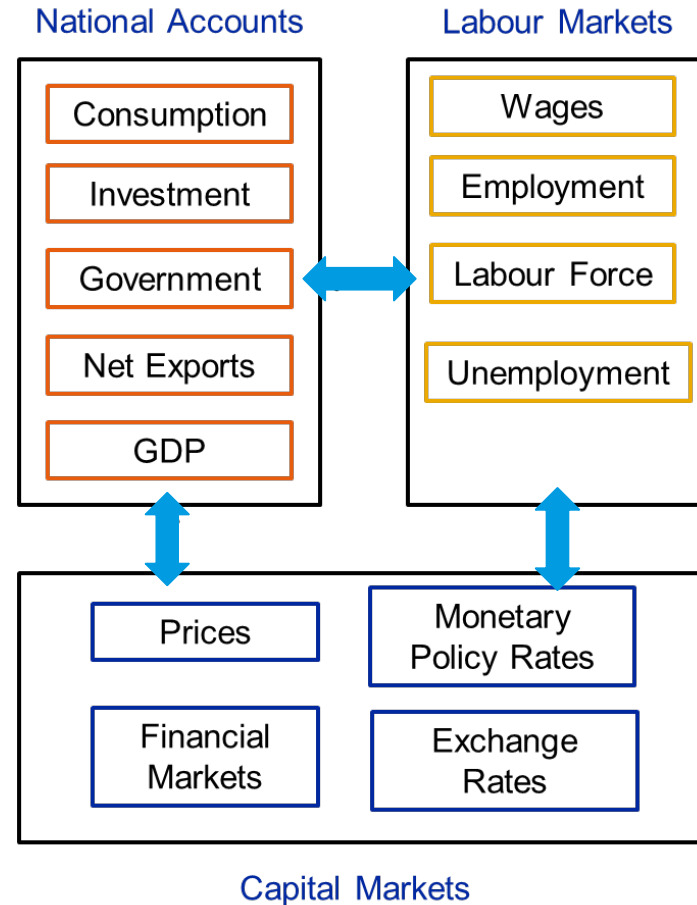 National Accounts
Labour Markets
Consumption
Investment
Government
Net Exports
GDP
Wages
Employment
Labour Force
Unemployment
Prices
Monetary
Policy Rates
Financial
Markets
Exchange
Rates
Capital Markets